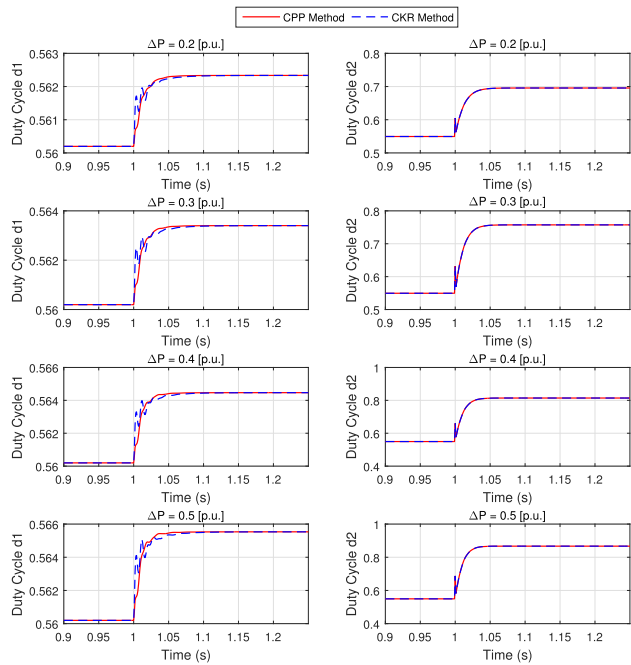 CPP Method CKR Method
ΔP = 0.2 [p.u.]
Duty Cycle d1
0.563
0.562
0.561
0.56
0.9 0.95 1 1.05 1.1 1.15 1.2
Time (s)
ΔP = 0.2 [p.u.]
Duty Cycle d2
0.8
0.7
0.6
0.5
0.9 0.95 1 1.05 1.1 1.15 1.2
Time (s)
ΔP = 0.3 [p.u.]
Duty Cycle d1
0.564
0.562
0.56
0.9 0.95 1 1.05 1.1 1.15 1.2
Time (s)
ΔP = 0.3 [p.u.]
Duty Cycle d2
0.8
0.7
0.6
0.5
0.9 0.95 1 1.05 1.1 1.15 1.2
Time (s)
ΔP = 0.4 [p.u.]
Duty Cycle d1
0.566
0.564
0.562
0.56
0.9 0.95 1 1.05 1.1 1.15 1.2
Time (s)
ΔP = 0.4 [p.u.]
Duty Cycle d2
1
0.8
0.6
0.4
0.9 0.95 1 1.05 1.1 1.15 1.2
Time (s)
ΔP = 0.5 [p.u.]
Duty Cycle d1
0.566
0.564
0.562
0.56
0.9 0.95 1 1.05 1.1 1.15 1.2
Time (s)
ΔP = 0.5 [p.u.]
Duty Cycle d2
1
0.8
0.6
0.4
0.9 0.95 1 1.05 1.1 1.15 1.2
Time (s)